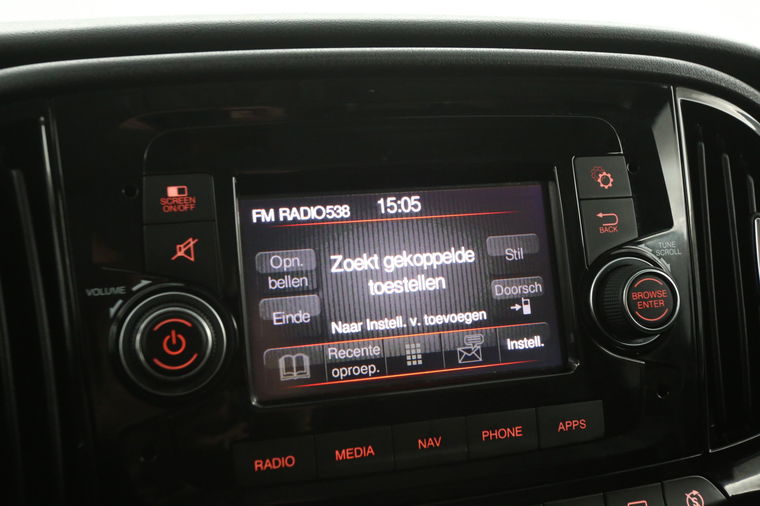 SCREEN
ON/OFF
VOLUME
FM RADIO538 15:05
Opn.
bellen
Zoekt gekoppelde
toestellen
Stil
Einde
Doorsch
Naar Instell. v. toevoegen
Recente
oproep.
Instell.
BACK
TUNE
SCROLL
BROWSE
ENTER
RADIO
MEDIA
NAV
PHONE
APPS